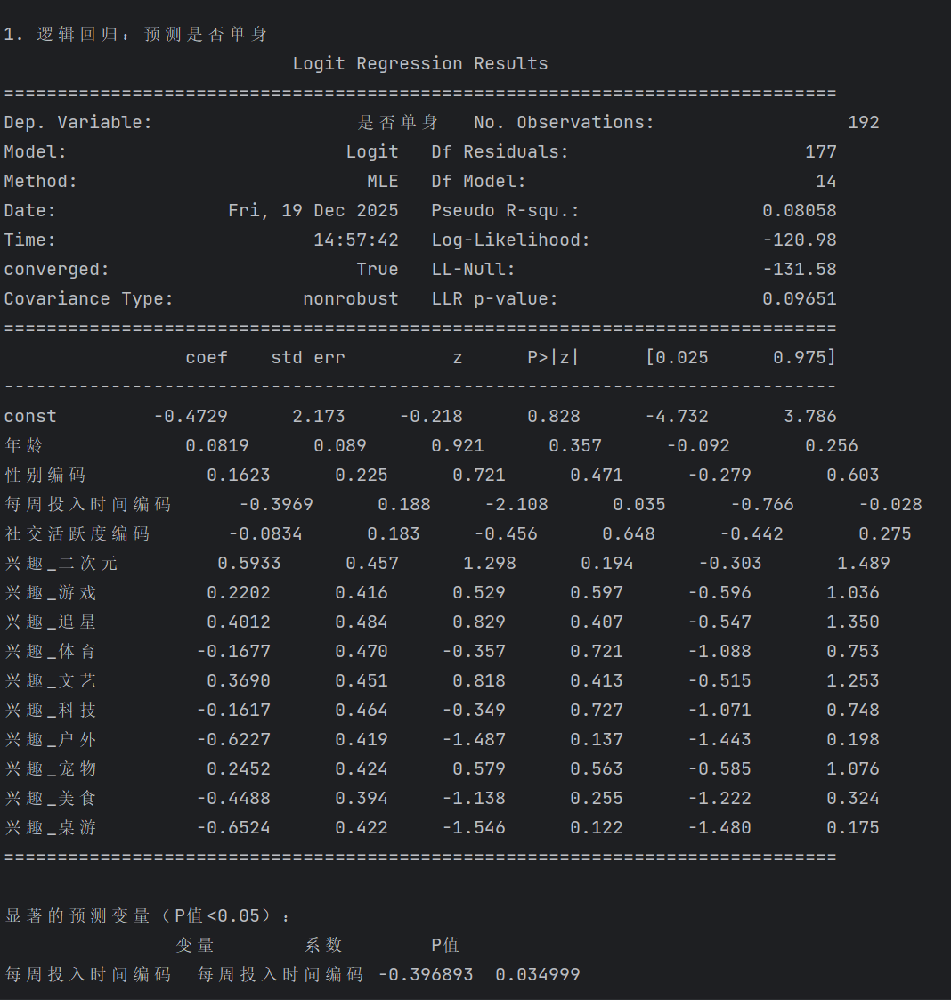 1. 逻辑回归：预测是否单身
Logit Regression Results
==============================================================================
Dep. Variable: 是否单身 No. Observations: 192
Model: Logit Df Residuals: 177
Method: MLE Df Model: 14
Date: Fri, 19 Dec 2025 Pseudo R-squ.: 0.08058
Time: 14:57:42 Log-Likelihood: -120.98
converged: True LL-Null: -131.58
Covariance Type: nonrobust LLR p-value: 0.09651
==============================================================================
coef std err z P>|z| [0.025 0.975]
------------------------------------------------------------------------------
const -0.4729 2.173 -0.218 0.828 -4.732 3.786
年龄 0.0819 0.089 0.921 0.357 -0.092 0.256
性别编码 0.1623 0.225 0.721 0.471 -0.279 0.603
每周投入时间编码 -0.3969 0.188 -2.108 0.035 -0.766 -0.028
社交活跃度编码 -0.0834 0.183 -0.456 0.648 -0.442 0.275
兴趣_二次元 0.5933 0.457 1.298 0.194 -0.303 1.489
兴趣_游戏 0.2202 0.416 0.529 0.597 -0.596 1.036
兴趣_追星 0.4012 0.484 0.829 0.407 -0.547 1.350
兴趣_体育 -0.1677 0.470 -0.357 0.721 -1.088 0.753
兴趣_文艺 0.3690 0.451 0.818 0.413 -0.515 1.253
兴趣_科技 -0.1617 0.464 -0.349 0.727 -1.071 0.748
兴趣_户外 -0.6227 0.419 -1.487 0.137 -1.443 0.198
兴趣_宠物 0.2452 0.424 0.579 0.563 -0.585 1.076
兴趣_美食 -0.4488 0.394 -1.138 0.255 -1.222 0.324
兴趣_桌游 -0.6524 0.422 -1.546 0.122 -1.480 0.175
==============================================================================
显著的预测变量（P值<0.05）：
变量 系数 P值
每周投入时间编码 每周投入时间编码 -0.396893 0.034999